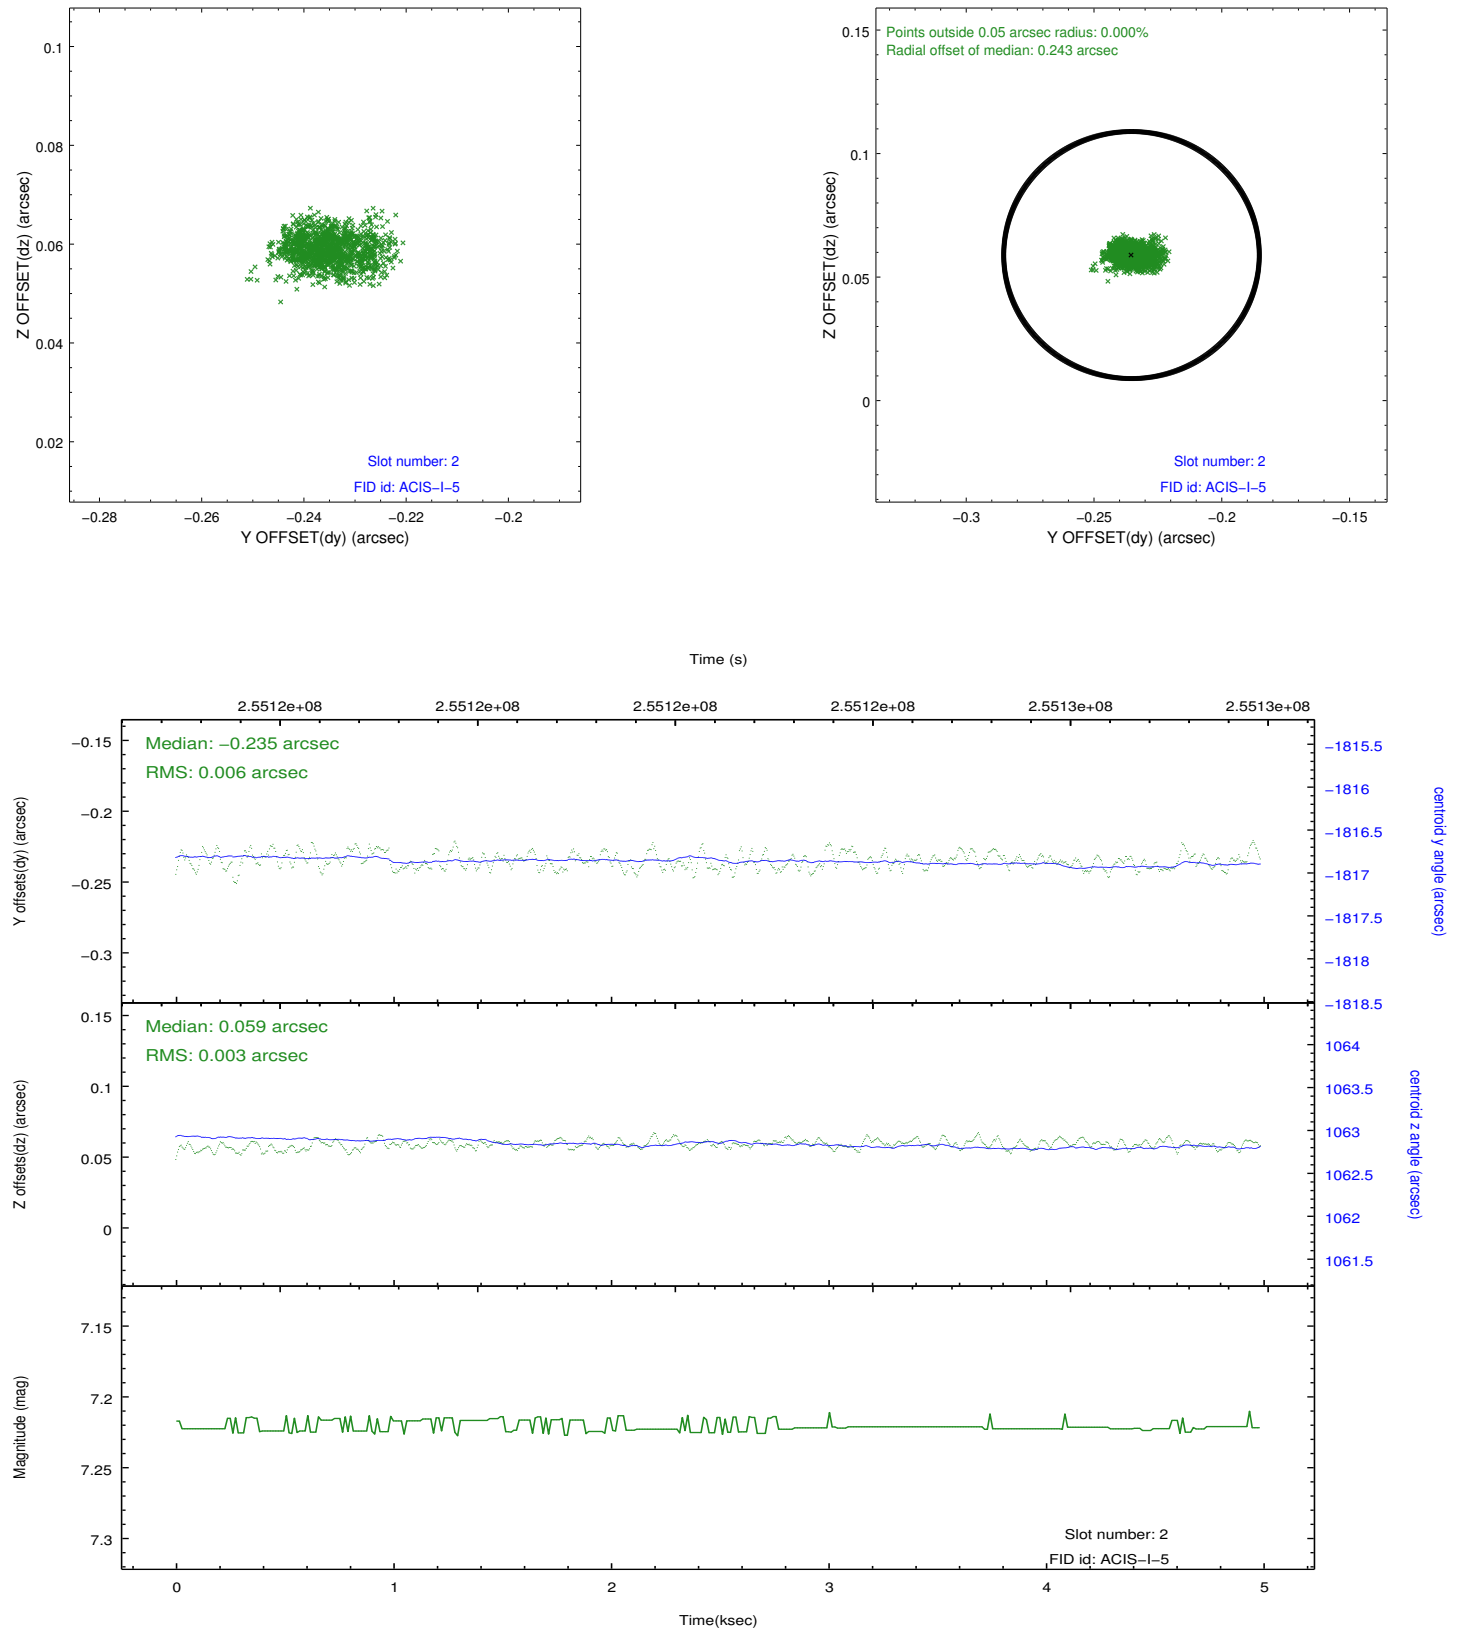 0.1
0.08
0.06
0.04
0.02
Z OFFSET(dz) (arcsec)
Slot number: 2
FID id: ACIS−I−5
−0.28 −0.26 −0.24 −0.22 −0.2
Y OFFSET(dy) (arcsec)
Points outside 0.05 arcsec radius: 0.000%
Radial offset of median: 0.243 arcsec
0.15
0.1
0.05
0
Z OFFSET(dz) (arcsec)
Slot number: 2
FID id: ACIS−I−5
−0.3 −0.25 −0.2 −0.15
Y OFFSET(dy) (arcsec)
Time (s)
2.5512e+08 2.5512e+08 2.5512e+08 2.5512e+08 2.5513e+08 2.5513e+08
Median: −0.235 arcsec
RMS: 0.006 arcsec
−0.15
−0.2
−0.25
−0.3
Y offsets(dy) (arcsec)
−1815.5
−1816
−1816.5
−1817
−1817.5
−1818
−1818.5
centroid y angle (arcsec)
Median: 0.059 arcsec
RMS: 0.003 arcsec
0.15
0.1
0.05
0
Z offsets(dz) (arcsec)
1064
1063.5
1063
1062.5
1062
1061.5
centroid z angle (arcsec)
7.15
7.2
7.25
7.3
Magnitude (mag)
Slot number: 2
FID id: ACIS−I−5
0 1 2 3 4 5
Time(ksec)